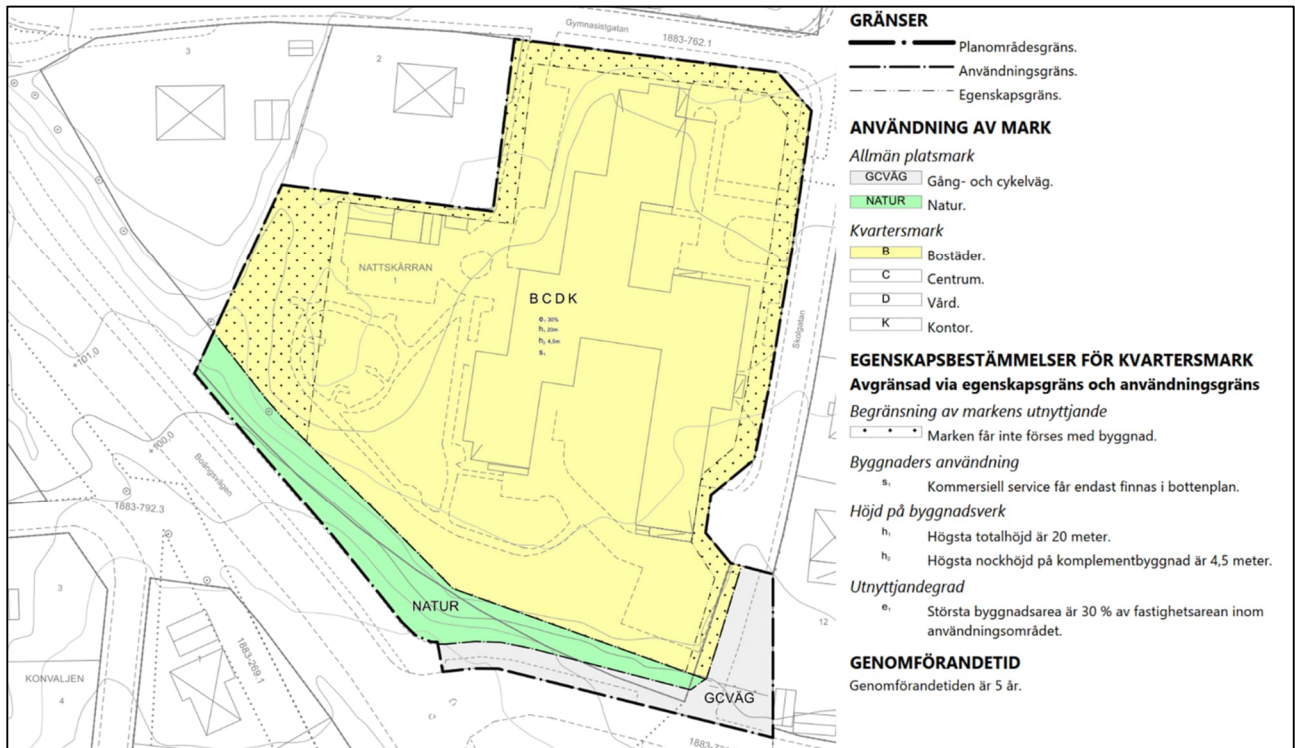 Gymnasistgatan
1883-762.1
3
2
NATTSKÄRRAN
1
BCDK
e₁ 30%
h₁ 20m
h₂ 4,5m
s₁
Skolgatan
+101.0
+100.0
Boängsvägen
1883-792.3
3
NATUR
12
1
1883-269.1
KONVALJEN
4
GCVÄG
GRÄNSER
Planområdesgräns.
Användningsgräns.
Egenskapsgräns.
ANVÄNDNING AV MARK
Allmän platsmark
GCVÄG Gång- och cykelväg.
NATUR Natur.
Kvartersmark
B Bostäder.
C Centrum.
D Vård.
K Kontor.
EGENSKAPSBESTÄMMELSER FÖR KVARTERSMARK
Avgränsad via egenskapsgräns och användningsgräns
Begränsning av markens utnyttjande
Marken får inte förses med byggnad.
Byggnaders användning
s₁ Kommersiell service får endast finnas i bottenplan.
Höjd på byggnadsverk
h₁ Högsta totalhöjd är 20 meter.
h₂ Högsta nockhöjd på komplementbyggnad är 4,5 meter.
Utnyttjandegrad
e₁ Största byggnadsarea är 30 % av fastighetsarean inom
användningsområdet.
GENOMFÖRANDETID
Genomförandetiden är 5 år.